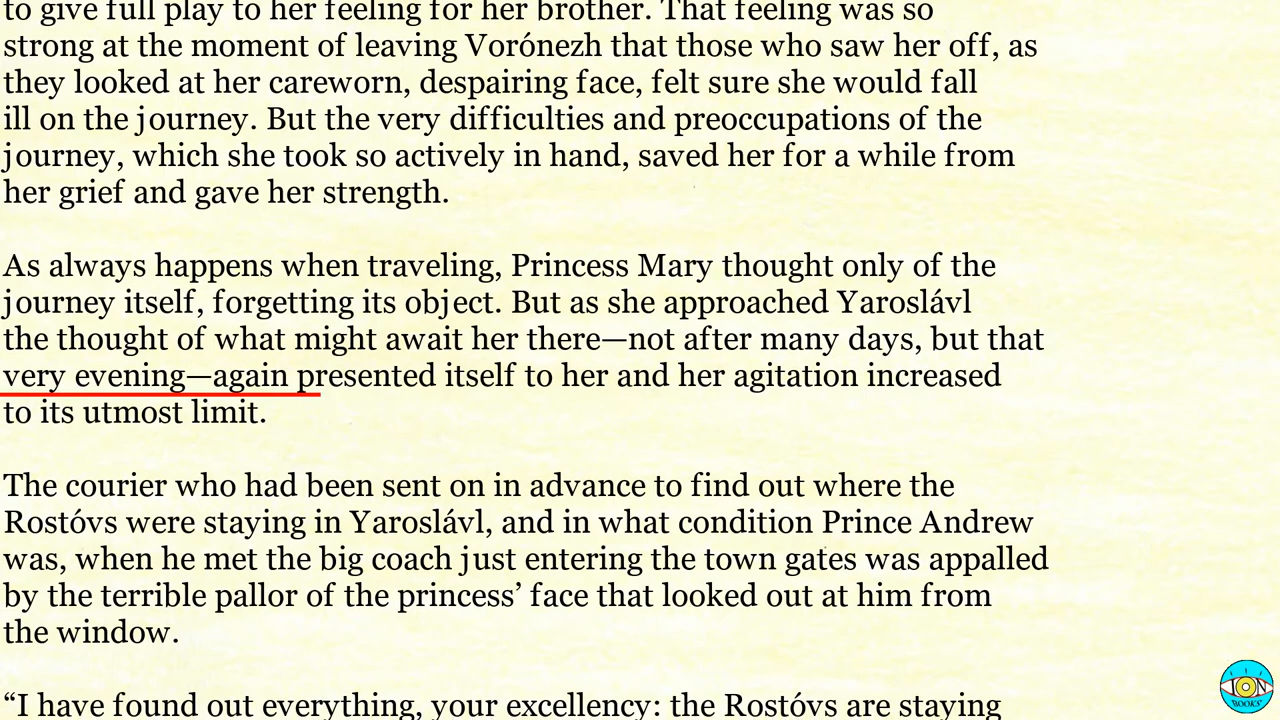 to give full play to her feeling for her brother. That feeling was so
strong at the moment of leaving Vorónezh that those who saw her off, as
they looked at her careworn, despairing face, felt sure she would fall
ill on the journey. But the very difficulties and preoccupations of the
journey, which she took so actively in hand, saved her for a while from
her grief and gave her strength.
As always happens when traveling, Princess Mary thought only of the
journey itself, forgetting its object. But as she approached Yaroslávl
the thought of what might await her there—not after many days, but that
very evening—again presented itself to her and her agitation increased
to its utmost limit.
The courier who had been sent on in advance to find out where the
Rostóvs were staying in Yaroslávl, and in what condition Prince Andrew
was, when he met the big coach just entering the town gates was appalled
by the terrible pallor of the princess’ face that looked out at him from
the window.
“I have found out everything, your excellency: the Rostóvs are staying
ION
BOOKS